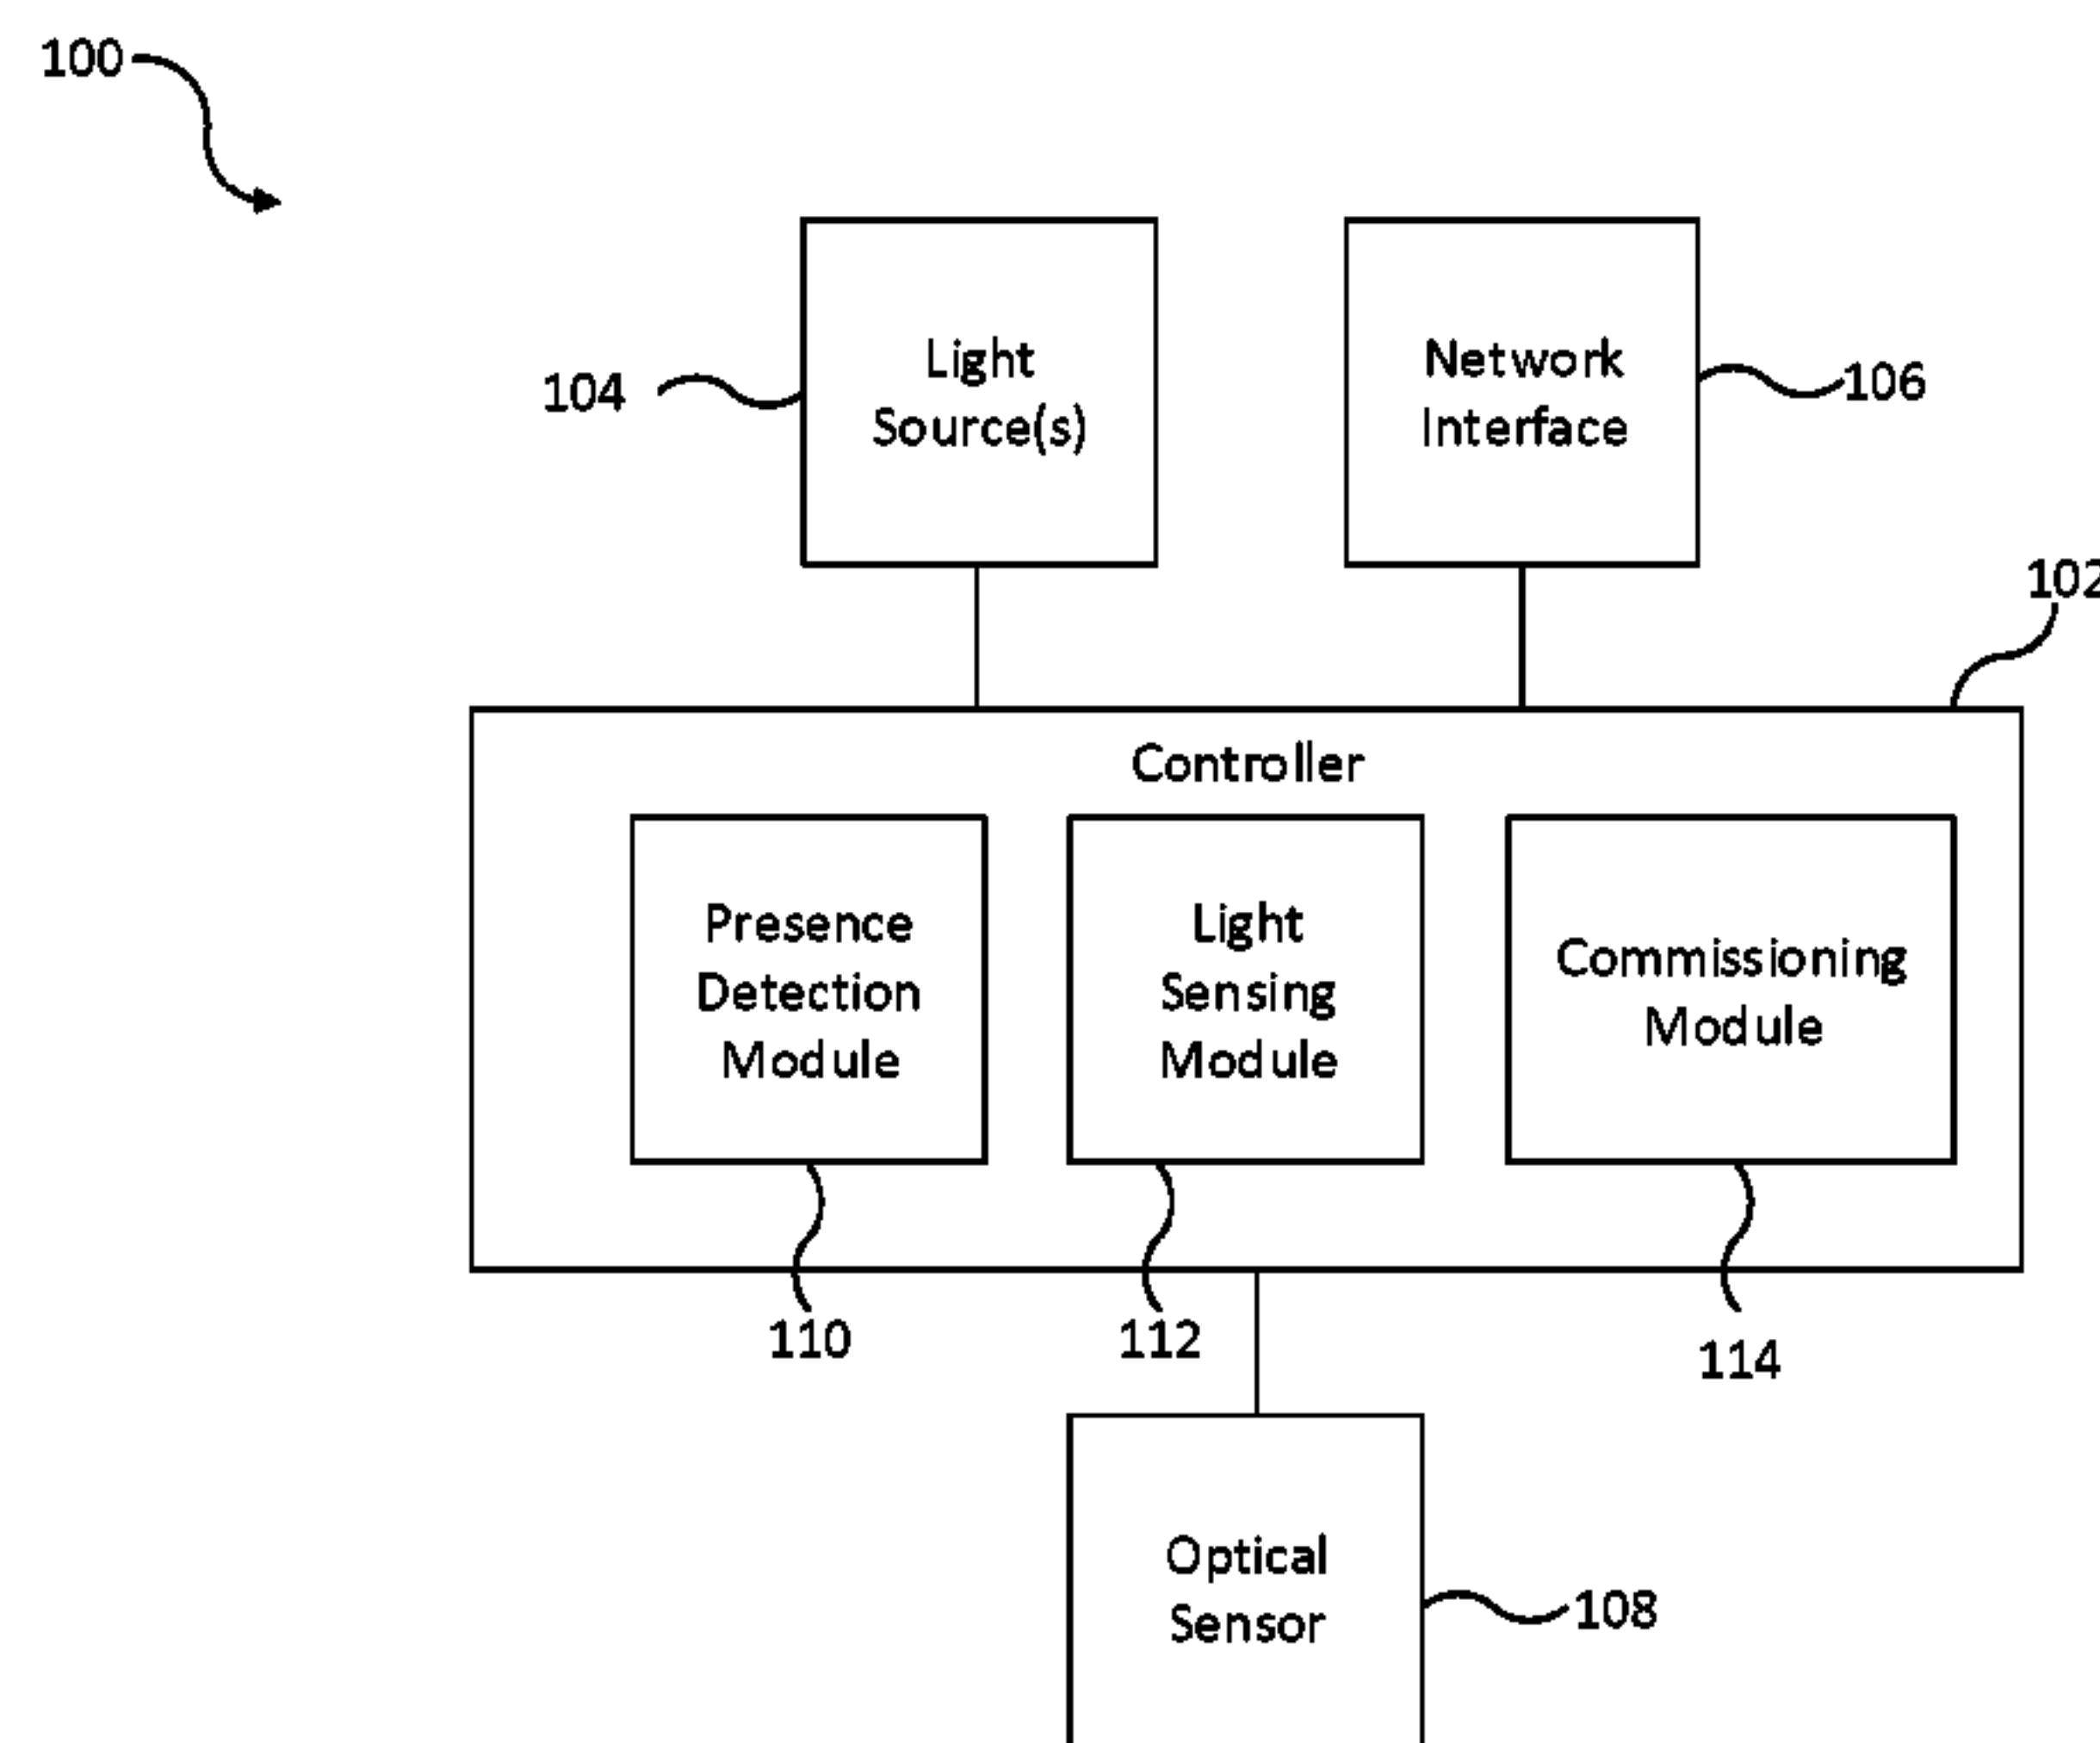 100
Light
Source(s)
104
Network
Interface
106
102
Controller
Presence
Detection
Module
Light
Sensing
Module
Commissioning
Module
110
112
114
Optical
Sensor
108